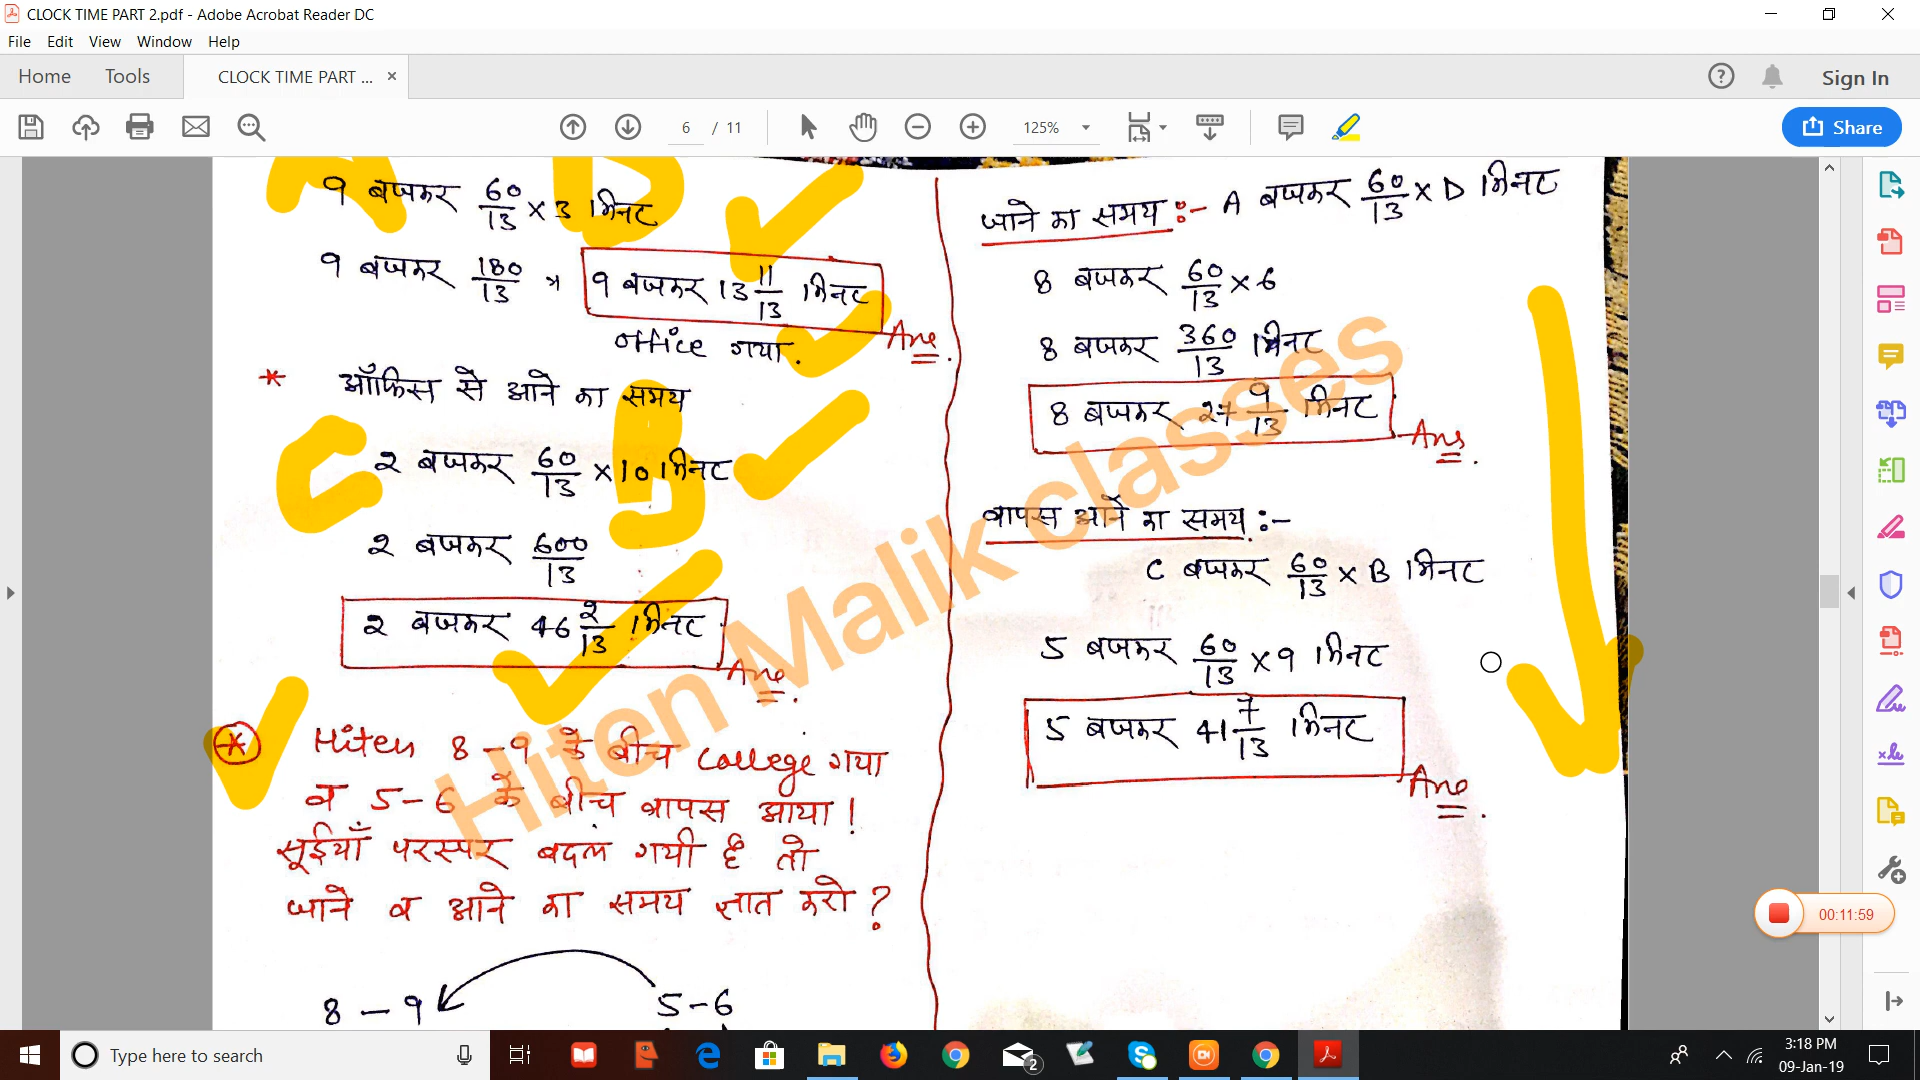 CLOCK TIME PART 2.pdf - Adobe Acrobat Reader DC
File Edit View Window Help
Home Tools CLOCK TIME PART ... × Sign In
6 / 11 125% Share
9 बजकर 60/13 × 3 मिनट
9 बजकर 180/13 9 बजकर 13 11/13 मिनट
office गया. Ans.
* ऑफिस से आने का समय
2 बजकर 60/13 × 10 मिनट
2 बजकर 600/13
2 बजकर 46 2/13 मिनट
Ans.
* Hiten 8-9 के बीच College गया
व 5-6 के बीच वापस आया!
सूईयाँ परस्पर बदल गयी है तो
जाने व आने का समय ज्ञात करो?
8 - 9 5-6
जाने का समय :- A बजकर 60/13 × D मिनट
8 बजकर 60/13 × 6
8 बजकर 360/13 मिनट
8 बजकर 27 9/13 मिनट
Ans.
वापस आने का समय :-
C बजकर 60/13 × B मिनट
5 बजकर 60/13 × 9 मिनट
5 बजकर 41 7/13 मिनट
Ans.
A D
C B
Hiten Malik classes
00:11:59
Type here to search
2
3:18 PM
09-Jan-19